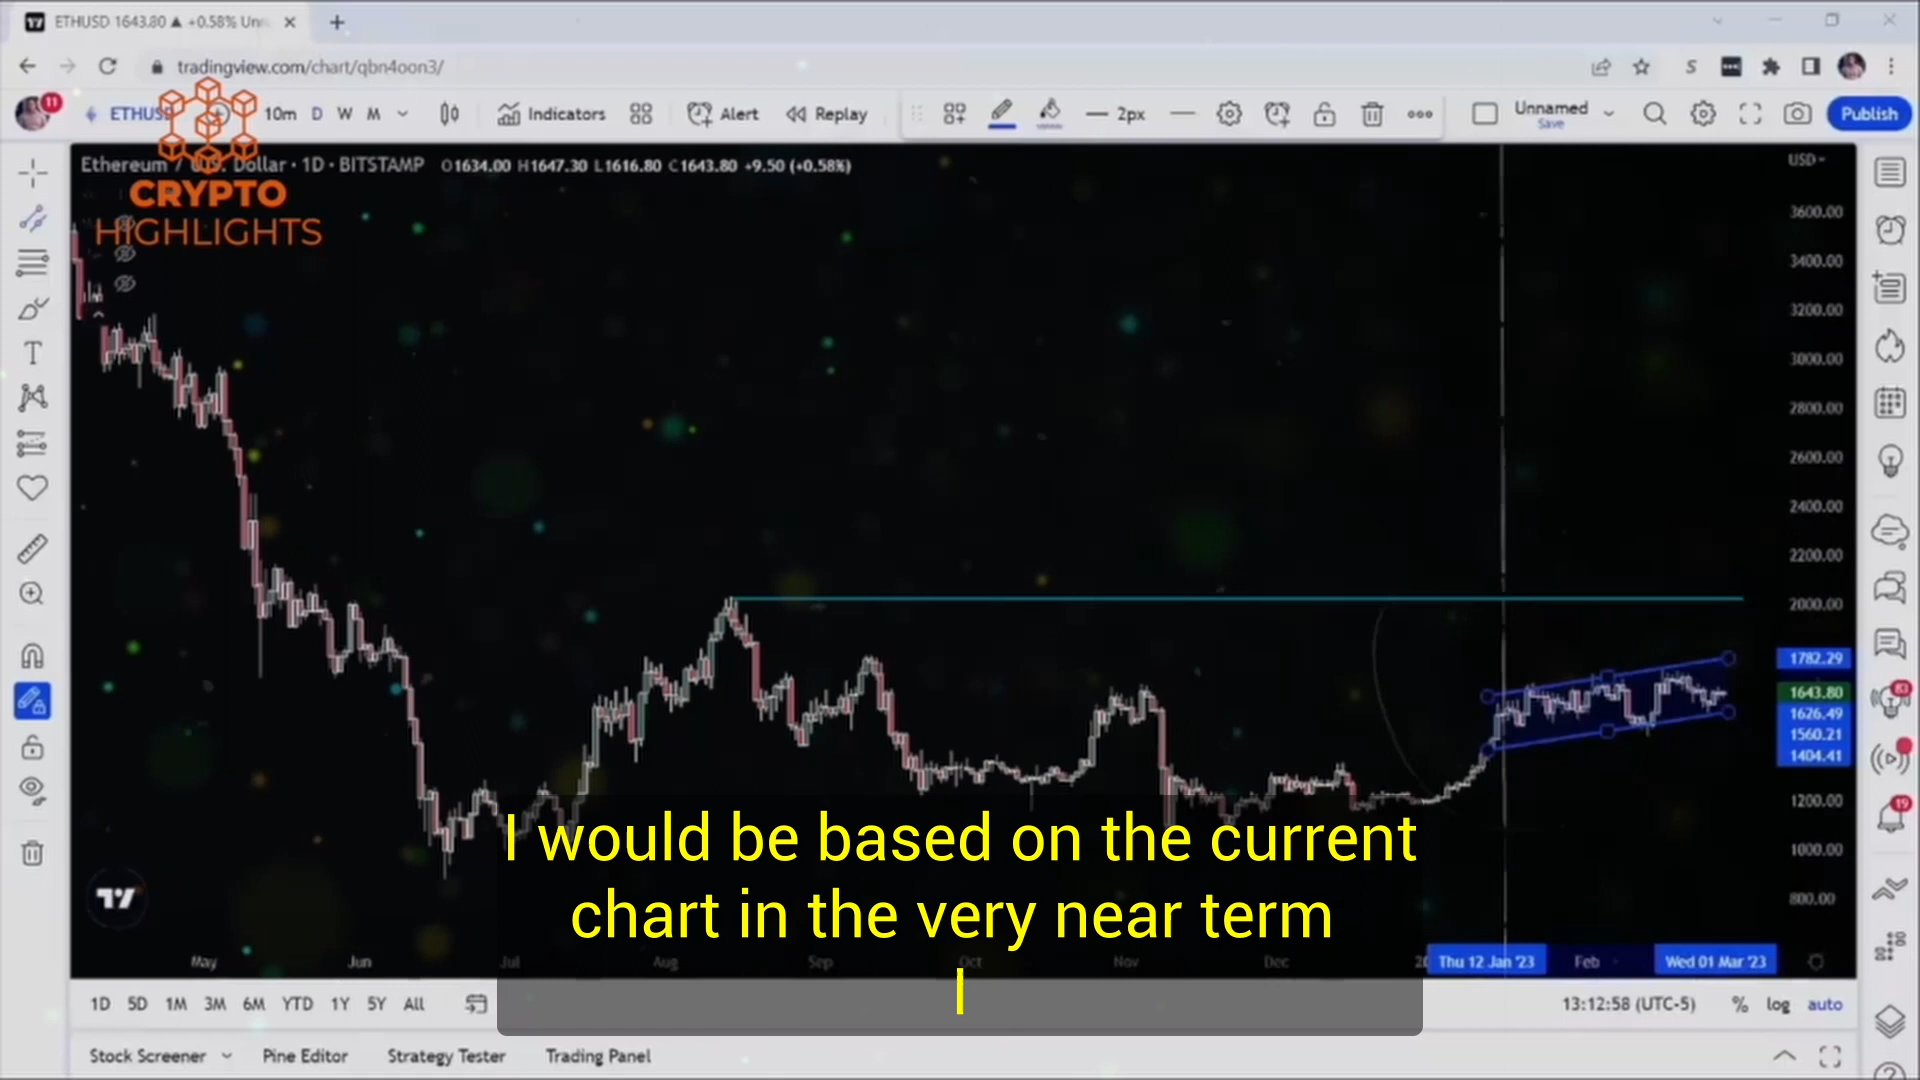 ETHUSD 1643.80 ▲ +0.58% Unn
tradingview.com/chart/qbn4oon3/
11
ETHUSD
10m
D
W
M
Indicators
Alert
Replay
2px
Unnamed
Save
Publish
Ethereum / U.S. Dollar · 1D · BITSTAMP O1634.00 H1647.30 L1616.80 C1643.80 +9.50 (+0.58%)
USD
CRYPTO
HIGHLIGHTS
3600.00
3400.00
3200.00
3000.00
2800.00
2600.00
2400.00
2200.00
2000.00
1782.29
1643.80
1626.49
1560.21
1404.41
1200.00
1000.00
800.00
83
19
I would be based on the current
chart in the very near term
I
May
Jun
Jul
Aug
Sep
Oct
Nov
Dec
Thu 12 Jan '23
Feb
Wed 01 Mar '23
1D 5D 1M 3M 6M YTD 1Y 5Y All
13:12:58 (UTC-5)
% log auto
Stock Screener
Pine Editor
Strategy Tester
Trading Panel